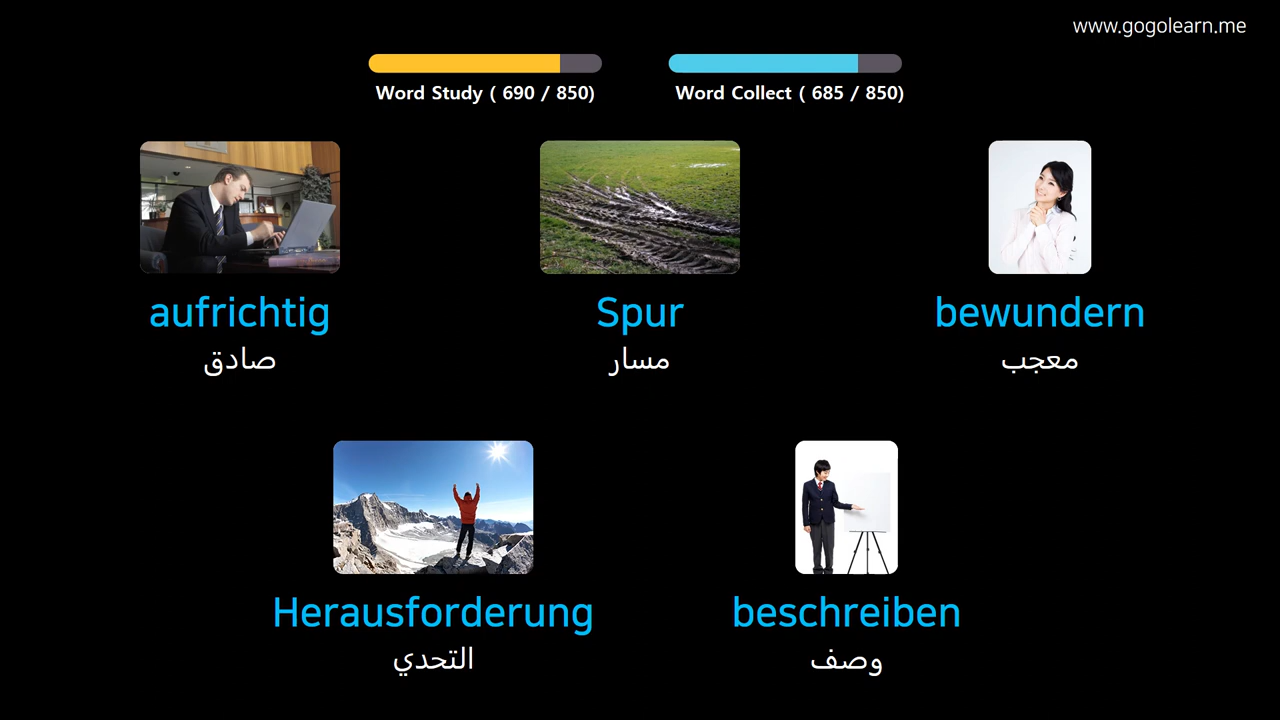 www.gogolearn.me
Word Study ( 690 / 850)
Word Collect ( 685 / 850)
aufrichtig
صادق
Spur
مسار
bewundern
معجب
Herausforderung
التحدي
beschreiben
وصف